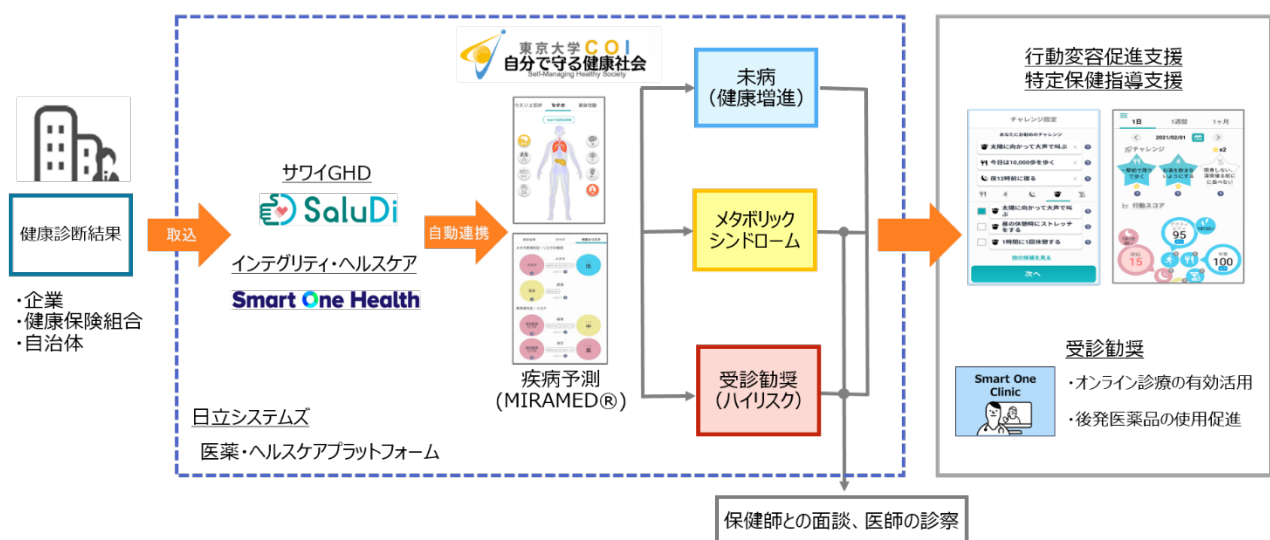 健康診断結果
・企業
・健康保険組合
・自治体
取込
東京大学COI
自分で守る健康社会
Self-Managing Healthy Society
サワイGHD
SaluDi
インテグリティ・ヘルスケア
Smart One Health
自動連携
疾病予測
(MIRAMED®)
日立システムズ
医薬・ヘルスケアプラットフォーム
未病
(健康増進)
メタボリック
シンドローム
受診勧奨
(ハイリスク)
保健師との面談、医師の診察
行動変容促進支援
特定保健指導支援
チャレンジ設定
あなたにお勧めのチャレンジ
太陽に向かって大声で叫ぶ
今日は10,000歩を歩く
夜12時前に寝る
太陽に向かって大声で叫
ぶ
昼の休憩時にストレッチ
をする
1時間に1回休憩する
次へ
1日 1週間 1ヶ月
2021/02/01
チャレンジ
x2
行動スコア
95
15
100
受診勧奨
Smart One
Clinic
・オンライン診療の有効活用
・後発医薬品の使用促進